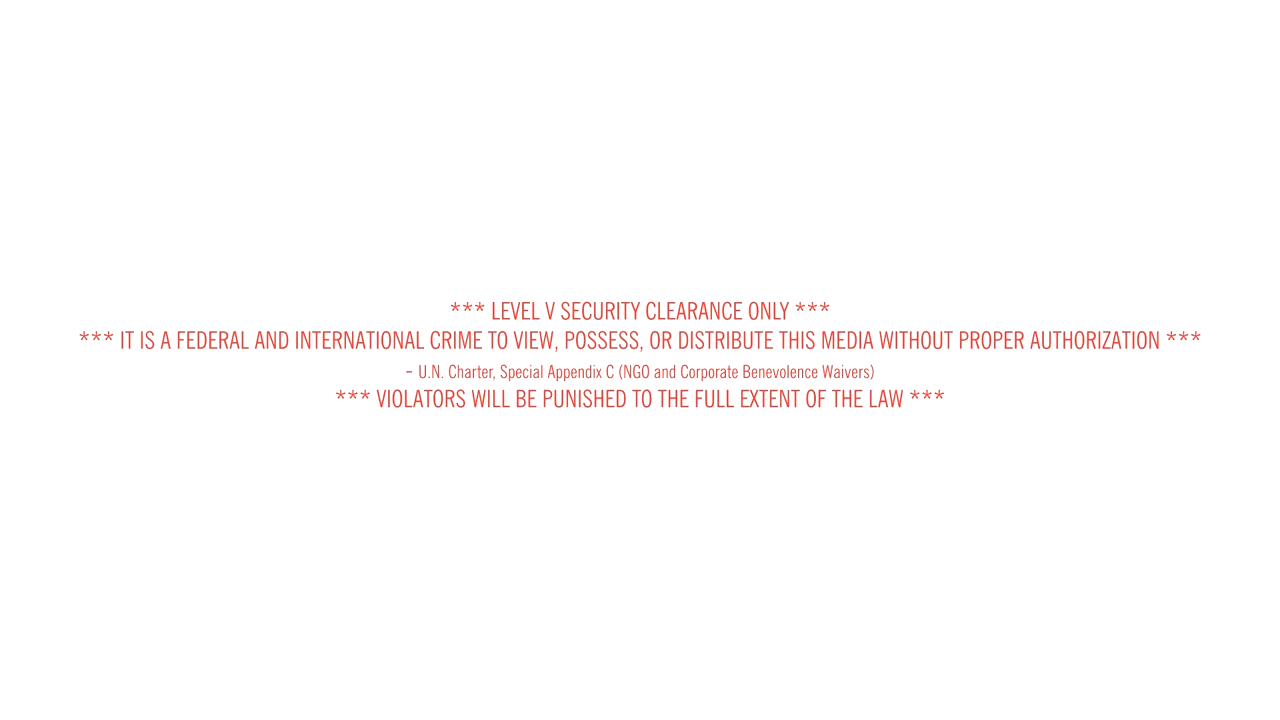 *** LEVEL V SECURITY CLEARANCE ONLY ***
*** IT IS A FEDERAL AND INTERNATIONAL CRIME TO VIEW, POSSESS, OR DISTRIBUTE THIS MEDIA WITHOUT PROPER AUTHORIZATION ***
– U.N. Charter, Special Appendix C (NGO and Corporate Benevolence Waivers)
*** VIOLATORS WILL BE PUNISHED TO THE FULL EXTENT OF THE LAW ***